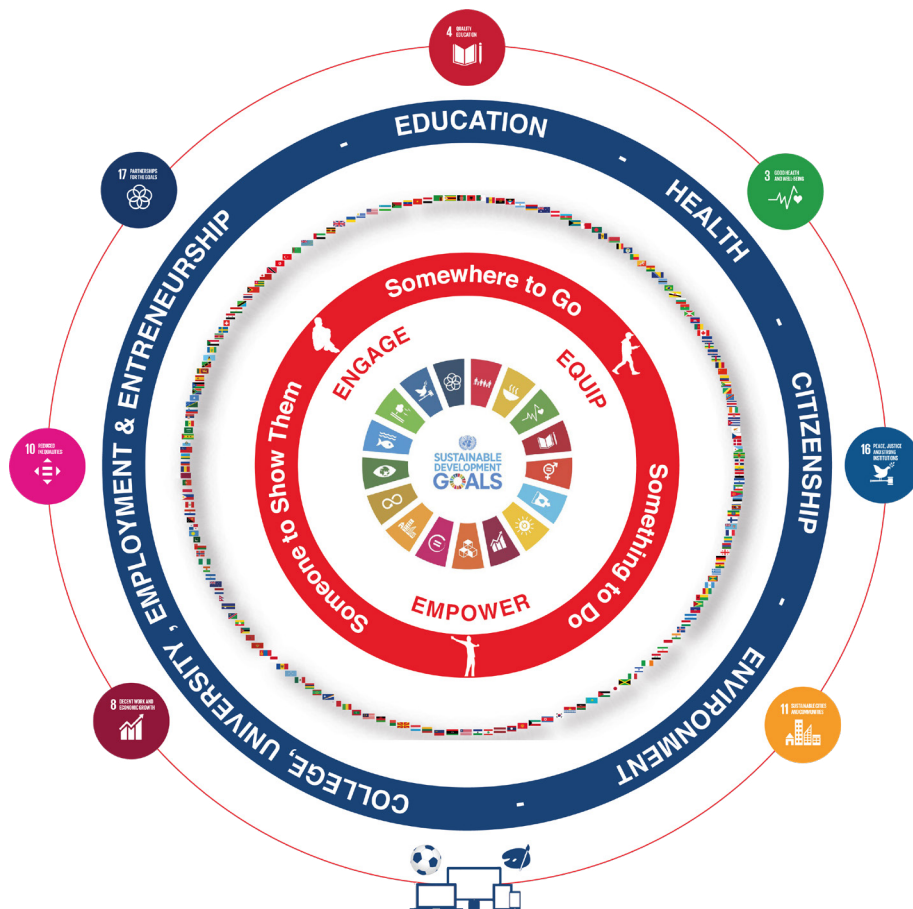 4 QUALITY
EDUCATION
17 PARTNERSHIPS
FOR THE GOALS
3 GOOD HEALTH
AND WELL-BEING
10 REDUCED
INEQUALITIES
16 PEACE, JUSTICE
AND STRONG
INSTITUTIONS
8 DECENT WORK AND
ECONOMIC GROWTH
11 SUSTAINABLE CITIES
AND COMMUNITIES
- EDUCATION - HEALTH - CITIZENSHIP - ENVIRONMENT - COLLEGE, UNIVERSITY, EMPLOYMENT & ENTRENEURSHIP
Somewhere to Go
Something to Do
Someone to Show Them
ENGAGE
EQUIP
EMPOWER
SUSTAINABLE
DEVELOPMENT
GOALS